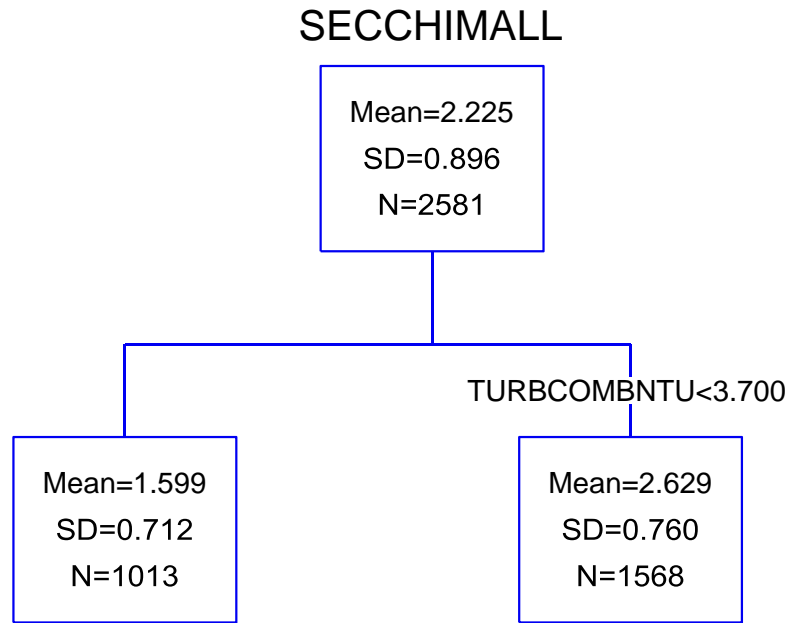 SECCHIMALL
Mean=2.225
SD=0.896
N=2581
TURBCOMBNTU<3.700
Mean=1.599
SD=0.712
N=1013
Mean=2.629
SD=0.760
N=1568